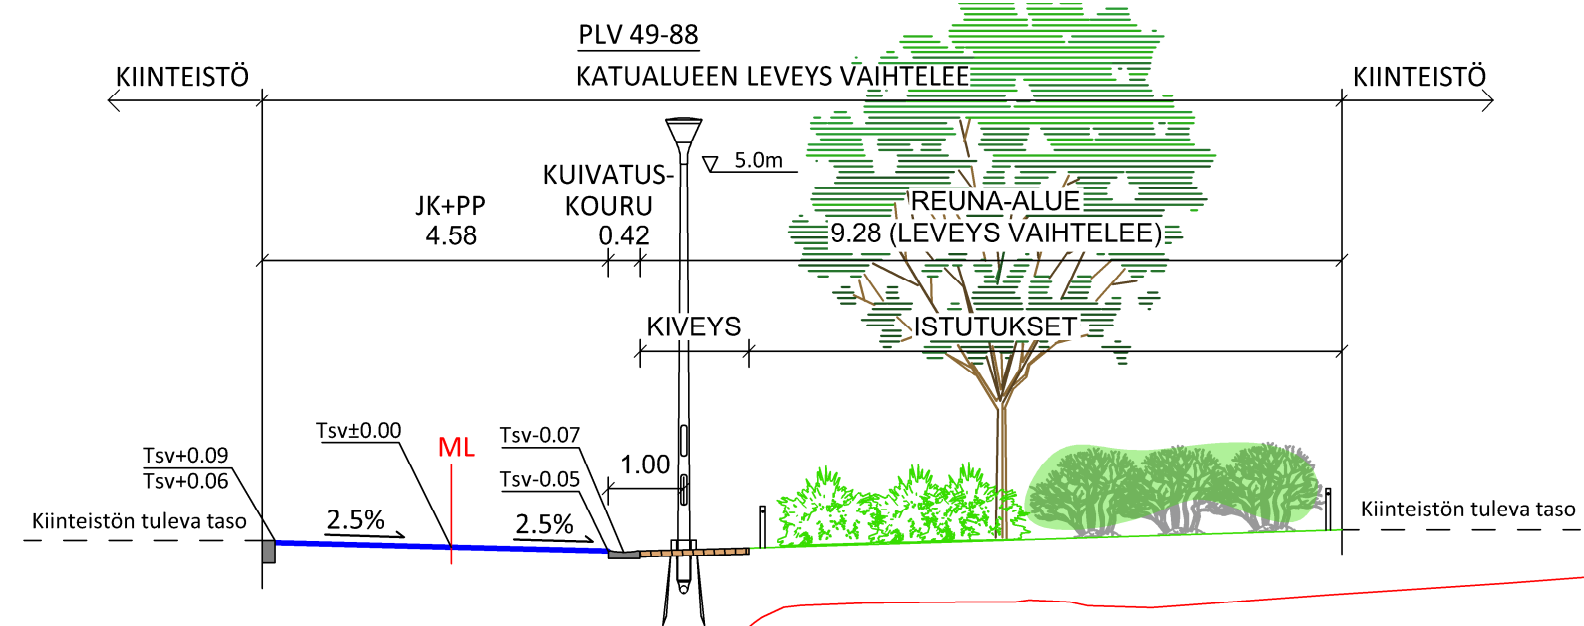 PLV 49-88
KIINTEISTÖ
KATUALUEEN LEVEYS VAIHTELEE
KIINTEISTÖ
5.0m
KUIVATUS-
KOURU
0.42
JK+PP
4.58
REUNA-ALUE
9.28 (LEVEYS VAIHTELEE)
KIVEYS
ISTUTUKSET
Tsv+0.09
Tsv+0.06
Tsv±0.00
ML
Tsv-0.07
Tsv-0.05
1.00
Kiinteistön tuleva taso
2.5%
2.5%
Kiinteistön tuleva taso